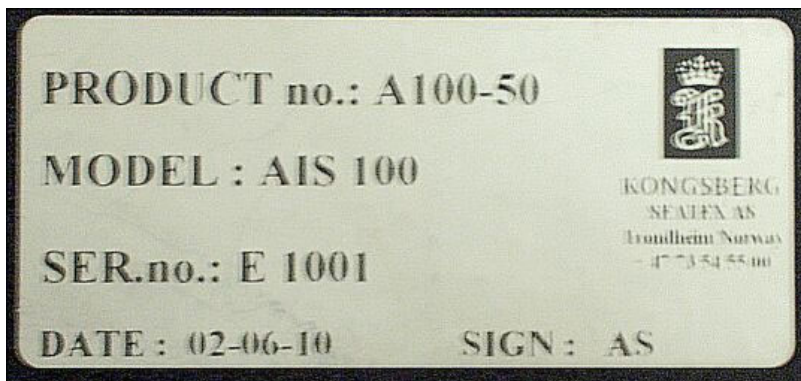 PRODUCT no.: A100-50
MODEL : AIS 100
SER.no.: E 1001
DATE : 02-06-10 SIGN : AS
KONGSBERG
SEATEX AS
Trondheim Norway